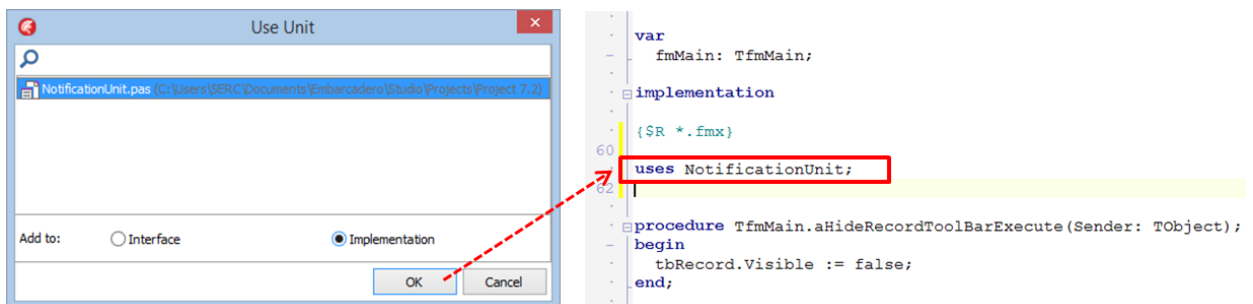 Use Unit
NotificationUnit.pas (C:\Users\SERC\Documents\Embarcadero\Studio\Projects\Project 7.2)
Add to:
Interface
Implementation
OK
Cancel
var
fmMain: TfmMain;
implementation
{$R *.fmx}
60
uses NotificationUnit;
62
procedure TfmMain.aHideRecordToolBarExecute(Sender: TObject);
begin
tbRecord.Visible := false;
end;